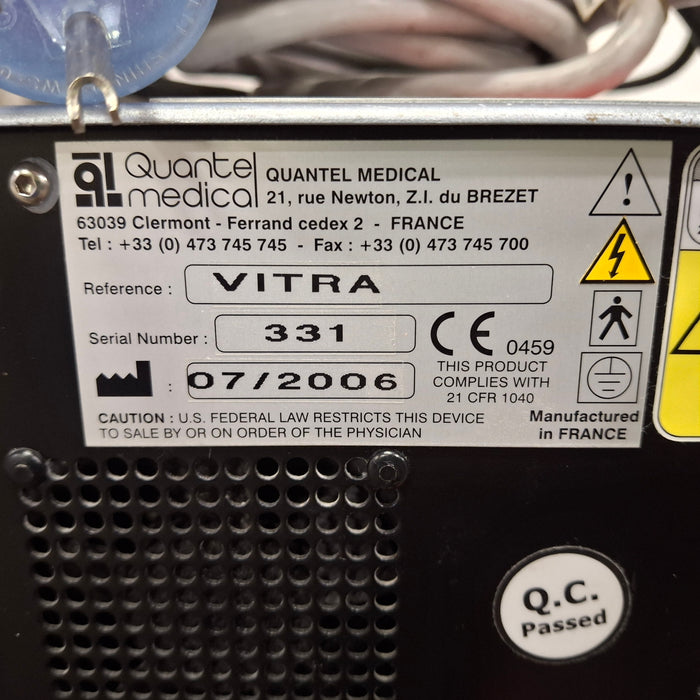 Quantel
medical
QUANTEL MEDICAL
21, rue Newton, Z.I. du BREZET
63039 Clermont - Ferrand cedex 2 - FRANCE
Tel : +33 (0) 473 745 745 - Fax : +33 (0) 473 745 700
Reference : VITRA
Serial Number : 331
CE 0459
: 07/2006
THIS PRODUCT
COMPLIES WITH
21 CFR 1040
CAUTION : U.S. FEDERAL LAW RESTRICTS THIS DEVICE
TO SALE BY OR ON ORDER OF THE PHYSICIAN
Manufactured
in FRANCE
Q.C.
Passed